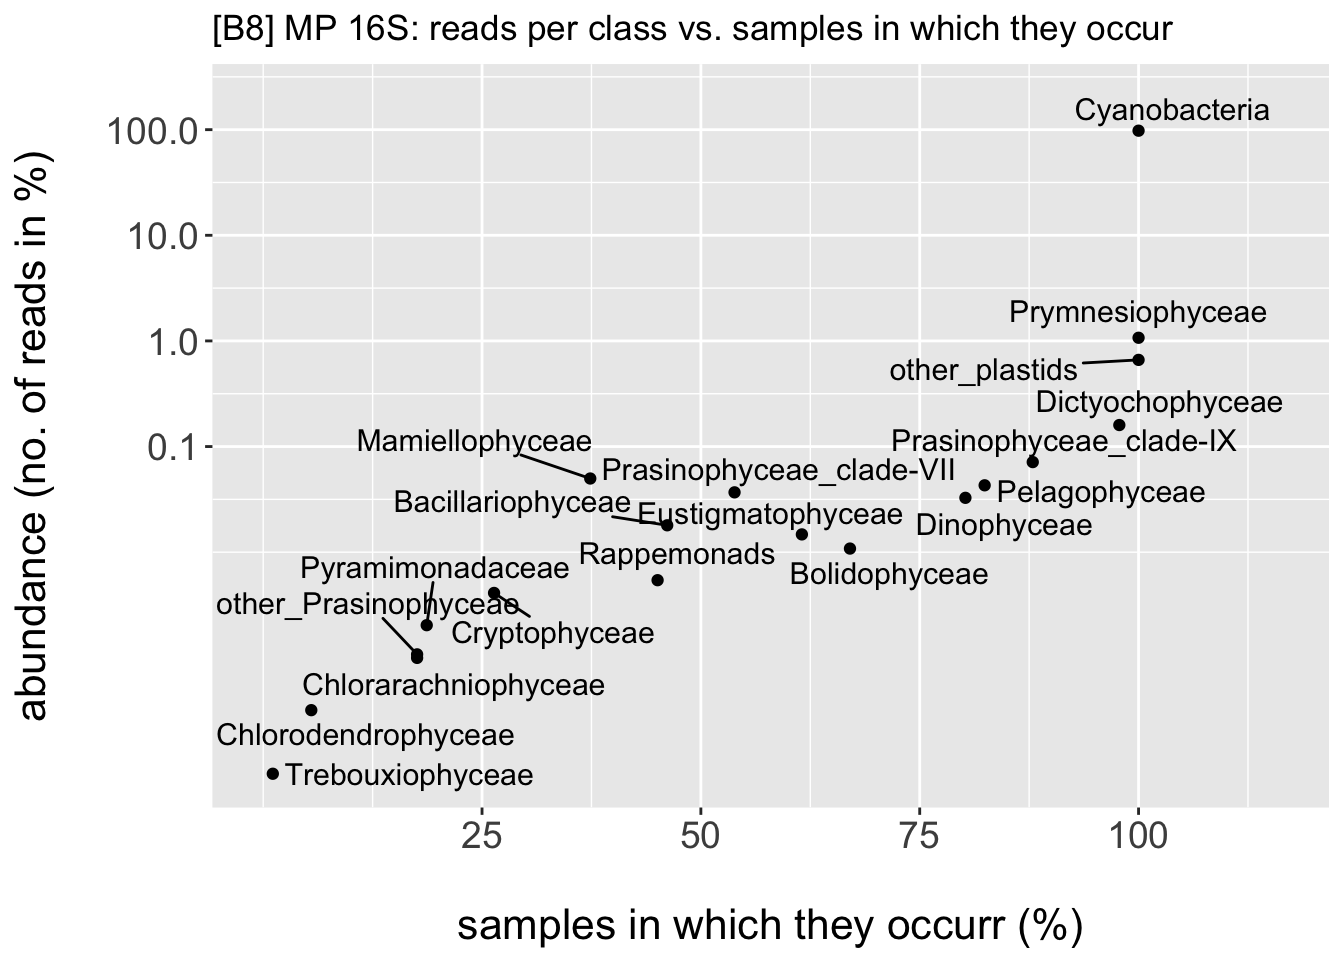 [B8] MP 16S: reads per class vs. samples in which they occur
abundance (no. of reads in %)
100.0
10.0
1.0
0.1
Cyanobacteria
Prymnesiophyceae
other_plastids
Dictyochophyceae
Mamiellophyceae
Prasinophyceae_clade-IX
Prasinophyceae_clade-VII
Pelagophyceae
Bacillariophyceae
Eustigmatophyceae
Dinophyceae
Rappemonads
Pyramimonadaceae
Bolidophyceae
other_Prasinophyceae
Cryptophyceae
Chlorarachniophyceae
Chlorodendrophyceae
Trebouxiophyceae
25
50
75
100
samples in which they occurr (%)